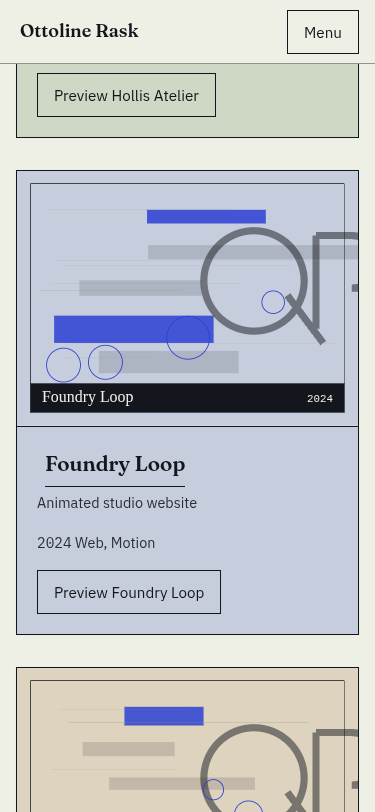 Ottoline Rask
Menu
Preview Hollis Atelier
Foundry Loop
2024
Foundry Loop
Animated studio website
2024 Web, Motion
Preview Foundry Loop